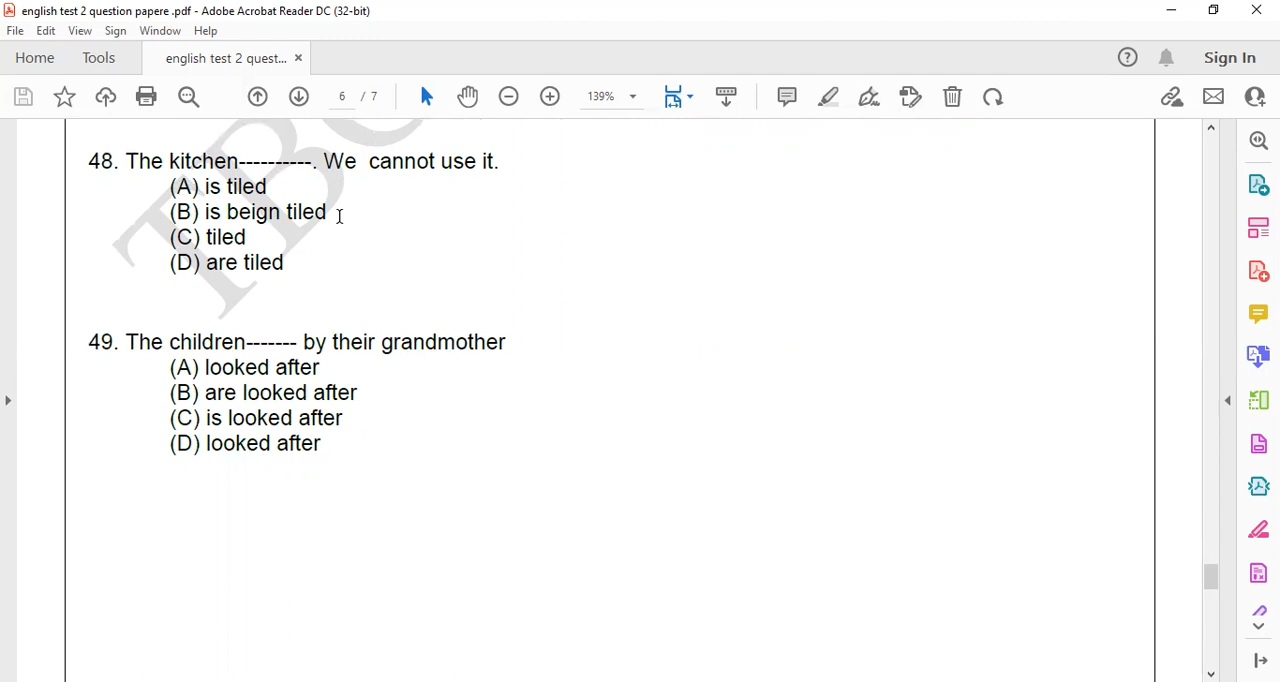 english test 2 question papere .pdf - Adobe Acrobat Reader DC (32-bit)
File Edit View Sign Window Help
Home Tools english test 2 quest... × Sign In
6 / 7 139%
48. The kitchen----------. We  cannot use it.
(A) is tiled
(B) is beign tiled
(C) tiled
(D) are tiled
49. The children------- by their grandmother
(A) looked after
(B) are looked after
(C) is looked after
(D) looked after